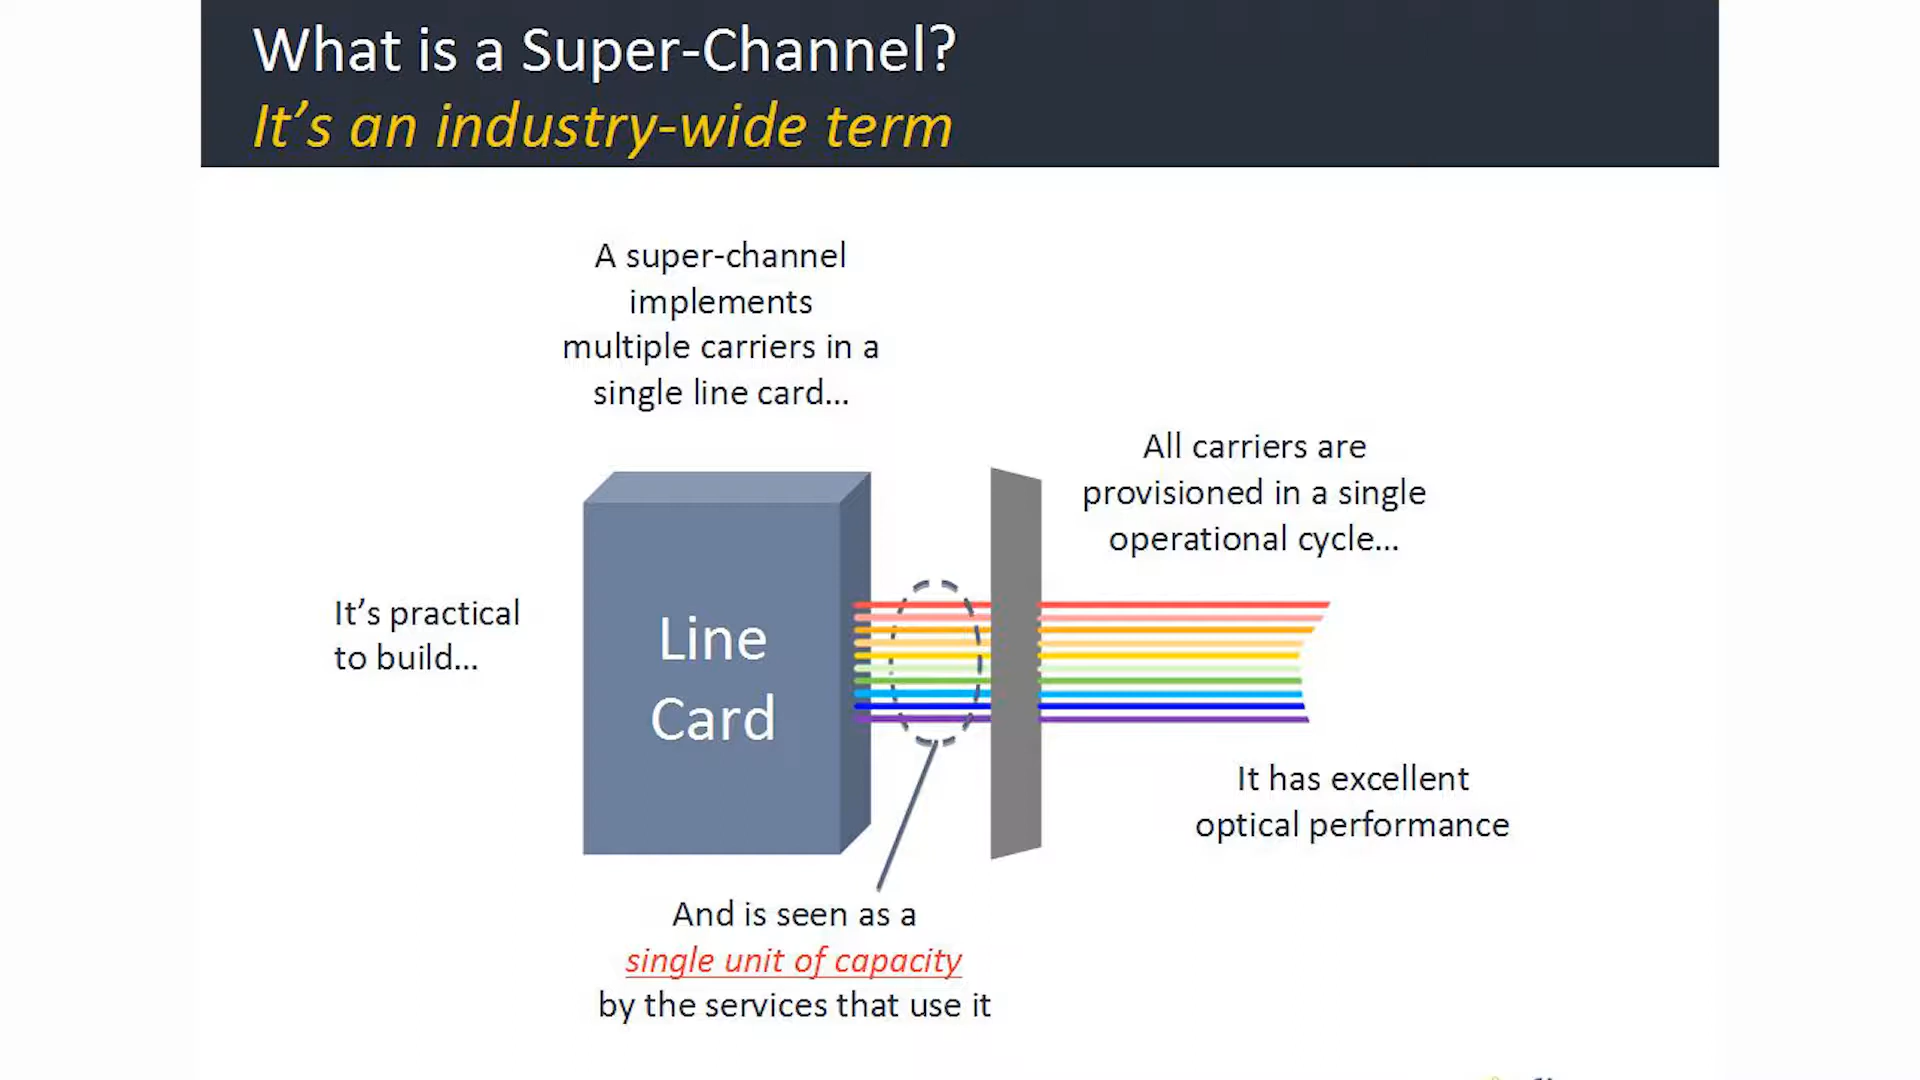 What is a Super-Channel?
It’s an industry-wide term
A super-channel
implements
multiple carriers in a
single line card...
All carriers are
provisioned in a single
operational cycle...
It’s practical
to build...
Line
Card
It has excellent
optical performance
And is seen as a
single unit of capacity
by the services that use it